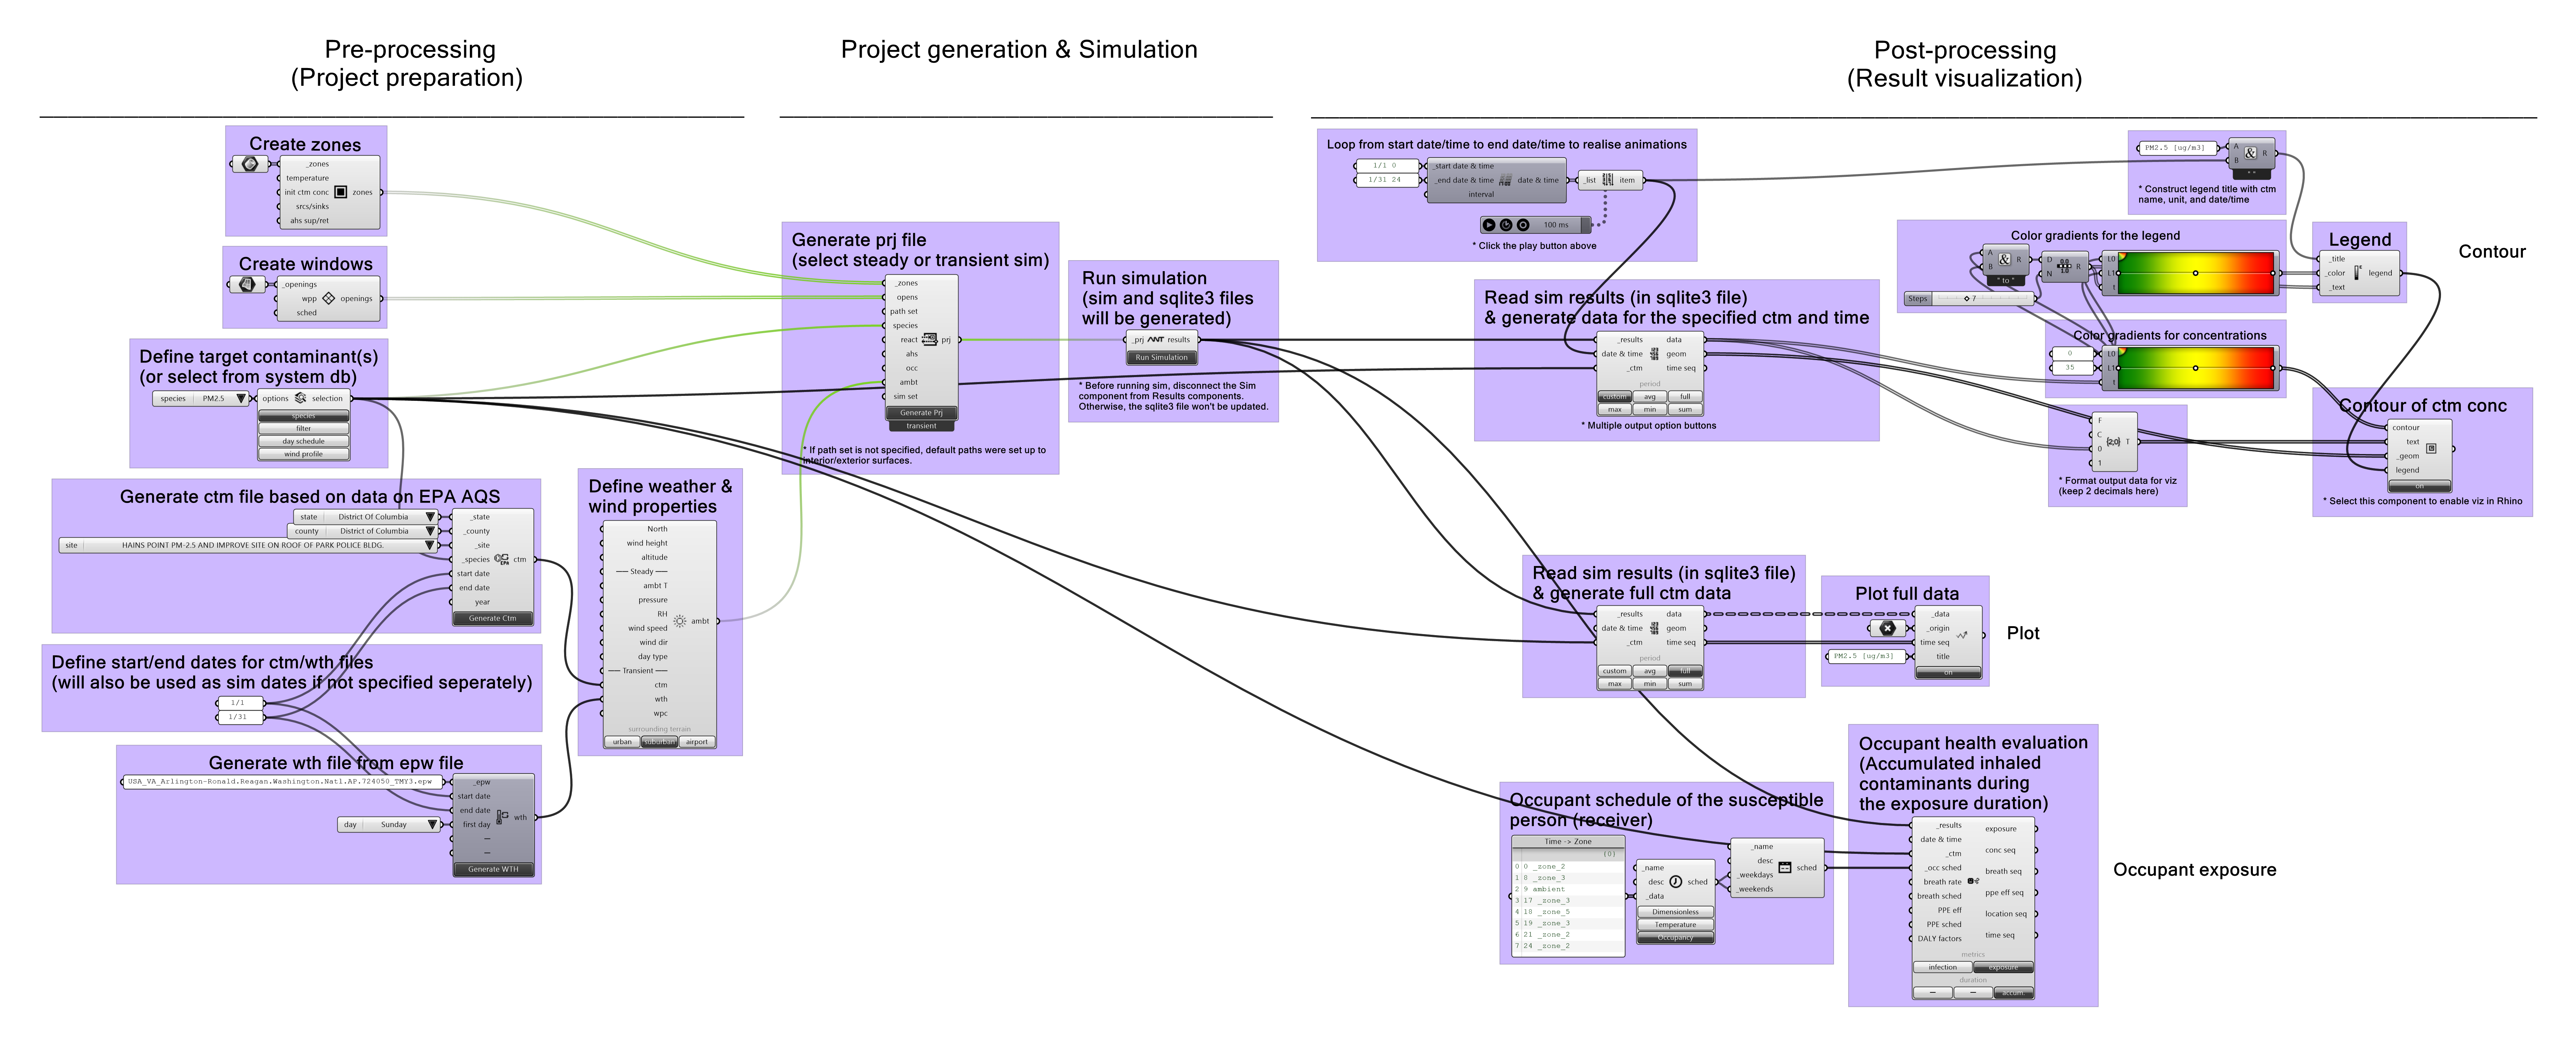 Pre-processing
(Project preparation)
Project generation & Simulation
Post-processing
(Result visualization)
Create zones
_zones
temperature
init ctm conc
srcs/sinks
ahs sup/ret
zones
Create windows
_openings
wpp
sched
openings
Define target contaminant(s)
(or select from system db)
species PM2.5
options selection
species
filter
day schedule
wind profile
Generate ctm file based on data on EPA AQS
state District Of Columbia
county District of Columbia
site HAINS POINT PM-2.5 AND IMPROVE SITE ON ROOF OF PARK POLICE BLDG.
_state
_county
_site
_species
start date
end date
year
EPA
ctm
Generate Ctm
Define start/end dates for ctm/wth files
(will also be used as sim dates if not specified seperately)
1/1
1/31
Generate wth file from epw file
USA_VA_Arlington-Ronald.Reagan.Washington.Natl.AP.724050_TMY3.epw
day Sunday
_epw
start date
end date
first day
—
—
wth
Generate WTH
Define weather &
wind properties
North
wind height
altitude
— Steady —
ambt T
pressure
RH
wind speed
wind dir
day type
— Transient —
ctm
wth
wpc
ambt
surrounding terrain
urban suburban airport
Generate prj file
(select steady or transient sim)
_zones
opens
path set
species
react
ahs
occ
ambt
sim set
prj
Generate Prj
transient
* If path set is not specified, default paths were set up to
interior/exterior surfaces.
Run simulation
(sim and sqlite3 files
will be generated)
_prj results
Run Simulation
* Before running sim, disconnect the Sim
component from Results components.
Otherwise, the sqlite3 file won't be updated.
Loop from start date/time to end date/time to realise animations
1/1 0
1/31 24
_start date & time
_end date & time
interval
date & time
_list item
100 ms
* Click the play button above
Read sim results (in sqlite3 file)
& generate data for the specified ctm and time
_results
date & time
_ctm
data
geom
time seq
period
custom avg full
max min sum
* Multiple output option buttons
PM2.5 [ug/m3]
A
B
&
R
" "
* Construct legend title with ctm
name, unit, and date/time
Color gradients for the legend
A
B
&
R
" to "
D
N
R
Steps 7
L0
L1
t
Legend
_title
_color
_text
legend
Contour
Color gradients for concentrations
0
35
L0
L1
t
F
C
0
1
{2;0} T
* Format output data for viz
(keep 2 decimals here)
Contour of ctm conc
contour
text
_geom
legend
on
* Select this component to enable viz in Rhino
Read sim results (in sqlite3 file)
& generate full ctm data
_results
date & time
_ctm
data
geom
time seq
period
custom avg full
max min sum
Plot full data
PM2.5 [ug/m3]
_data
_origin
time seq
title
on
Plot
Occupant schedule of the susceptible
person (receiver)
Time -> Zone
{0}
0 0 _zone_2
1 8 _zone_3
2 9 ambient
3 17 _zone_3
4 18 _zone_5
5 19 _zone_3
6 21 _zone_2
7 24 _zone_2
_name
desc
_data
sched
Dimensionless
Temperature
Occupancy
_name
desc
_weekdays
_weekends
sched
Occupant health evaluation
(Accumulated inhaled
contaminants during
the exposure duration)
_results
date & time
_ctm
_occ sched
breath rate
breath sched
PPE eff
PPE sched
DALY factors
exposure
conc seq
breath seq
ppe eff seq
location seq
time seq
metrics
infection exposure
duration
— — accum.
Occupant exposure